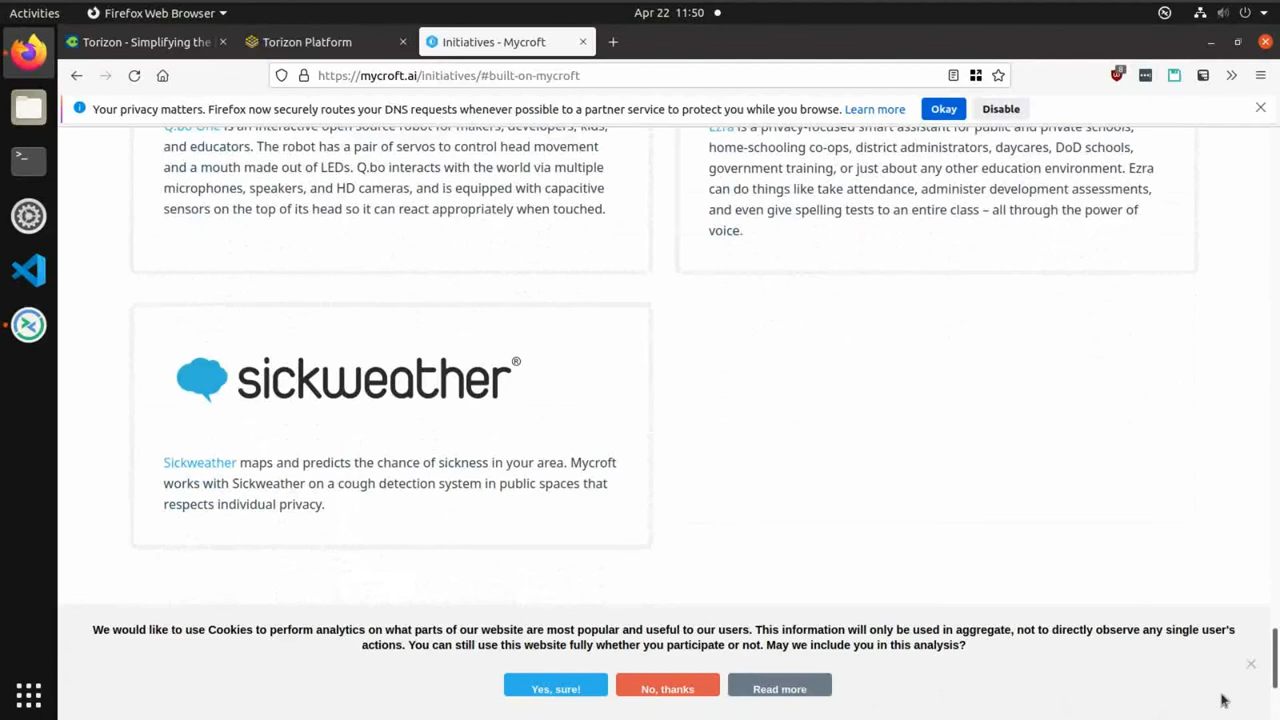 Activities
Firefox Web Browser
Apr 22 11:50
Torizon - Simplifying the
Torizon Platform
Initiatives - Mycroft
https://mycroft.ai/initiatives/#built-on-mycroft
8
Your privacy matters. Firefox now securely routes your DNS requests whenever possible to a partner service to protect you while you browse. Learn more
Okay
Disable
Q.bo One is an interactive open source robot for makers, developers, kids,
and educators. The robot has a pair of servos to control head movement
and a mouth made out of LEDs. Q.bo interacts with the world via multiple
microphones, speakers, and HD cameras, and is equipped with capacitive
sensors on the top of its head so it can react appropriately when touched.
Ezra is a privacy-focused smart assistant for public and private schools,
home-schooling co-ops, district administrators, daycares, DoD schools,
government training, or just about any other education environment. Ezra
can do things like take attendance, administer development assessments,
and even give spelling tests to an entire class – all through the power of
voice.
sickweather®
Sickweather maps and predicts the chance of sickness in your area. Mycroft
works with Sickweather on a cough detection system in public spaces that
respects individual privacy.
We would like to use Cookies to perform analytics on what parts of our website are most popular and useful to our users. This information will only be used in aggregate, not to directly observe any single user's
actions. You can still use this website fully whether you participate or not. May we include you in this analysis?
Yes, sure!
No, thanks
Read more